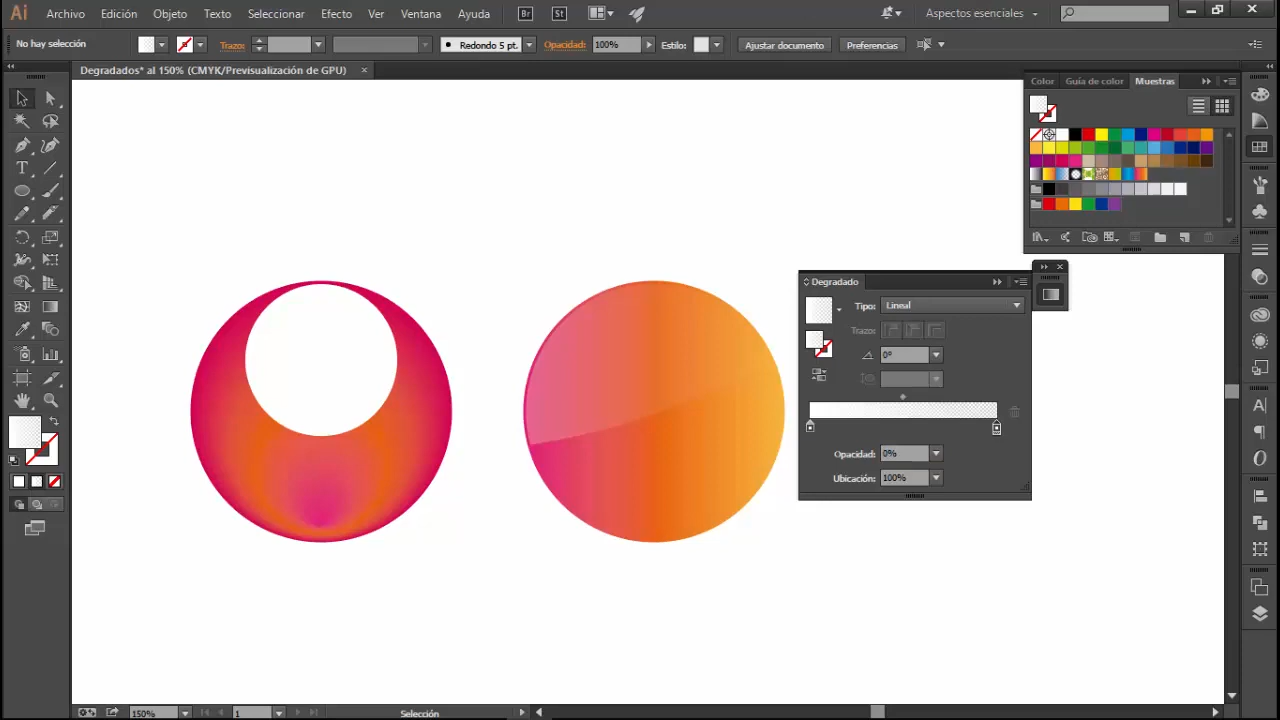 Ai Archivo Edición Objeto Texto Seleccionar Efecto Ver Ventana Ayuda Br St Aspectos esenciales
No hay selección Trazo: Redondo 5 pt. Opacidad: 100% Estilo: Ajustar documento Preferencias
Degradados* al 150% (CMYK/Previsualización de GPU)
Color Guía de color Muestras
Degradado
Tipo: Lineal
Trazo:
0°
Opacidad: 0%
Ubicación: 100%
150% 1 Selección